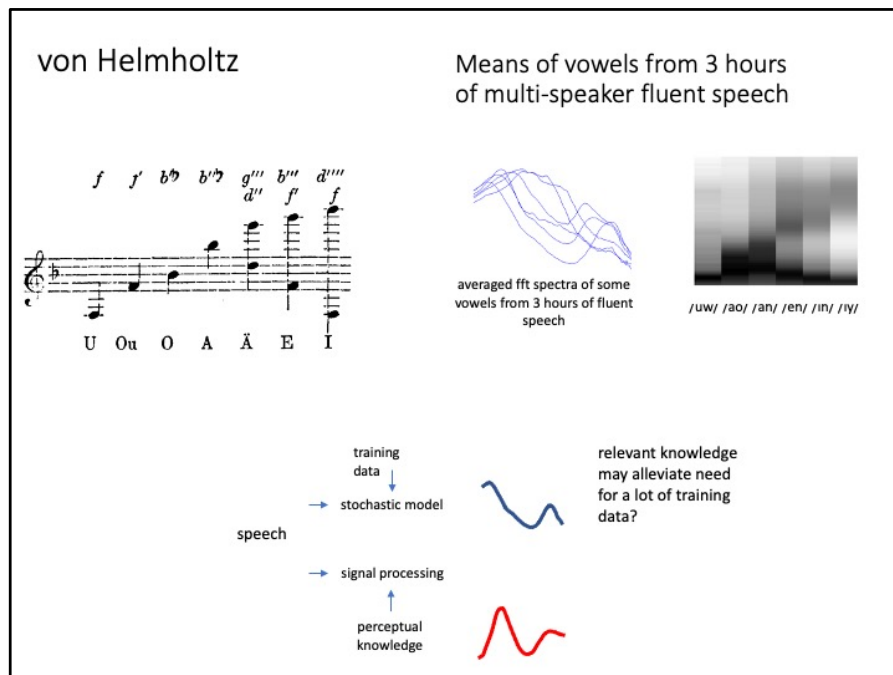 von Helmholtz
Means of vowels from 3 hours
of multi-speaker fluent speech
f f′ b♭ b″♭ g‴ b‴ d⁗
d″ f′ f
U Ou O A Ä E I
averaged fft spectra of some
vowels from 3 hours of fluent
speech
/uw/ /ao/ /an/ /en/ /in/ /iy/
training
data
stochastic model
speech
signal processing
perceptual
knowledge
relevant knowledge
may alleviate need
for a lot of training
data?